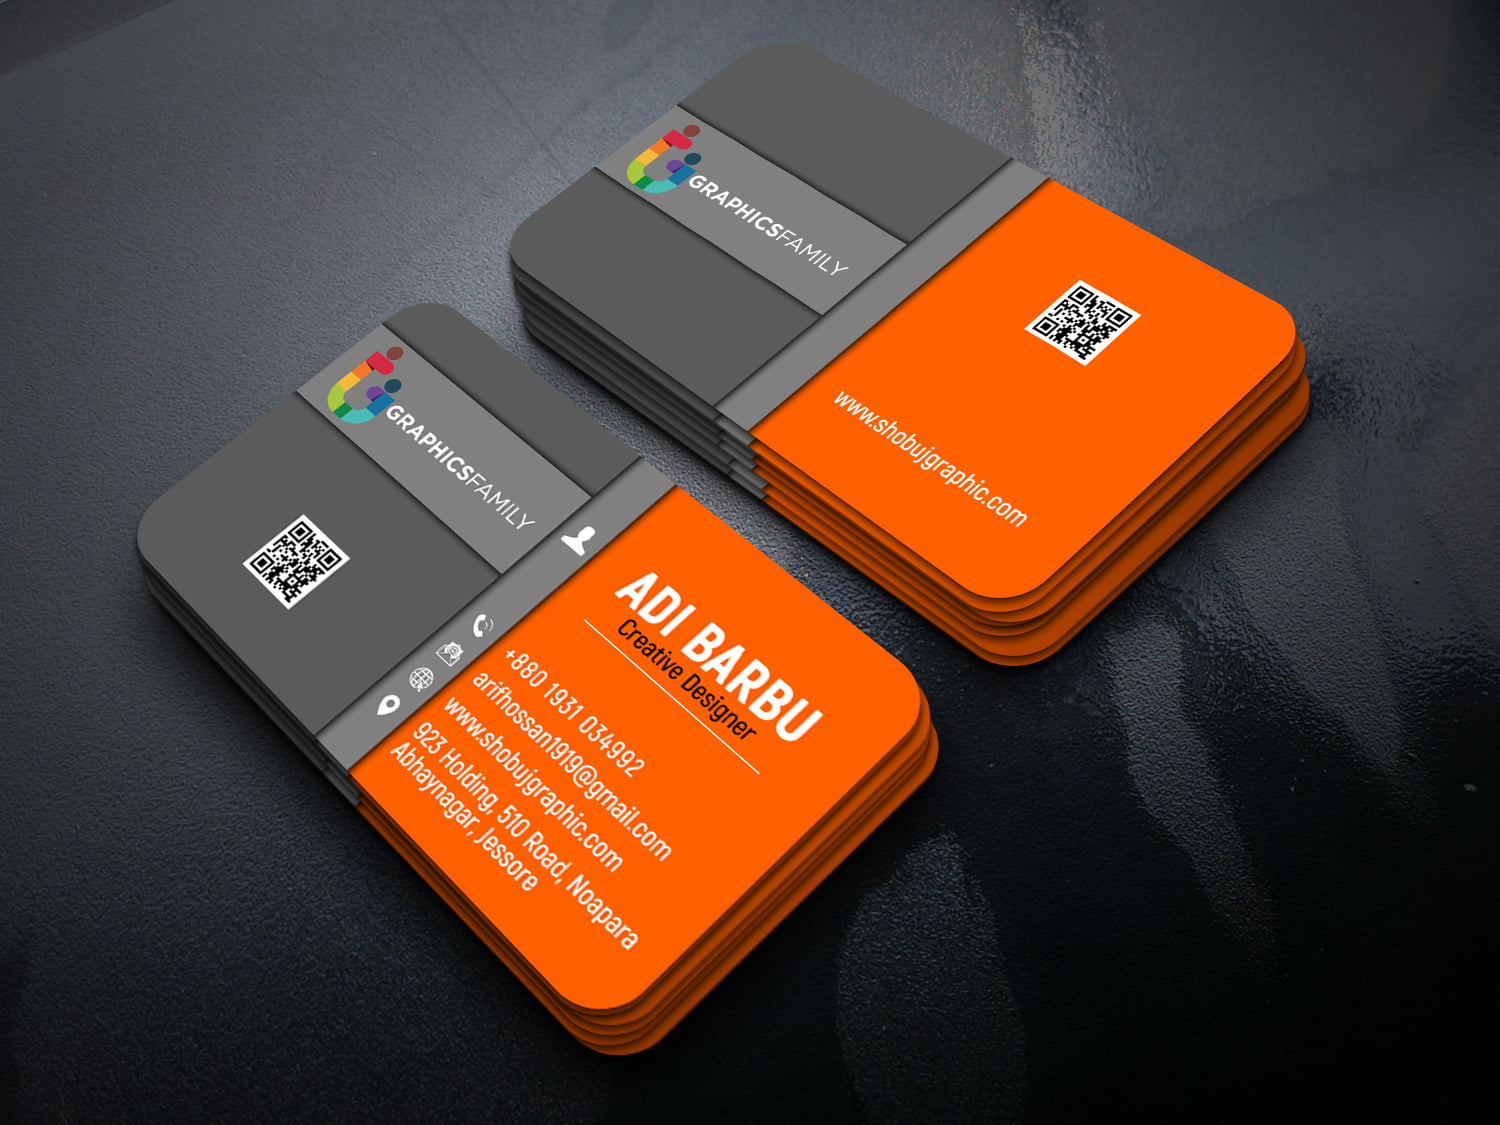 GRAPHICSFAMILY
www.shobujgraphic.com
GRAPHICSFAMILY
ADI BARBU
Creative Designer
+880 1931 034992
arifhossan1919@gmail.com
www.shobujgraphic.com
923 Holding, 510 Road, Noapara
Abhaynagar, Jessore